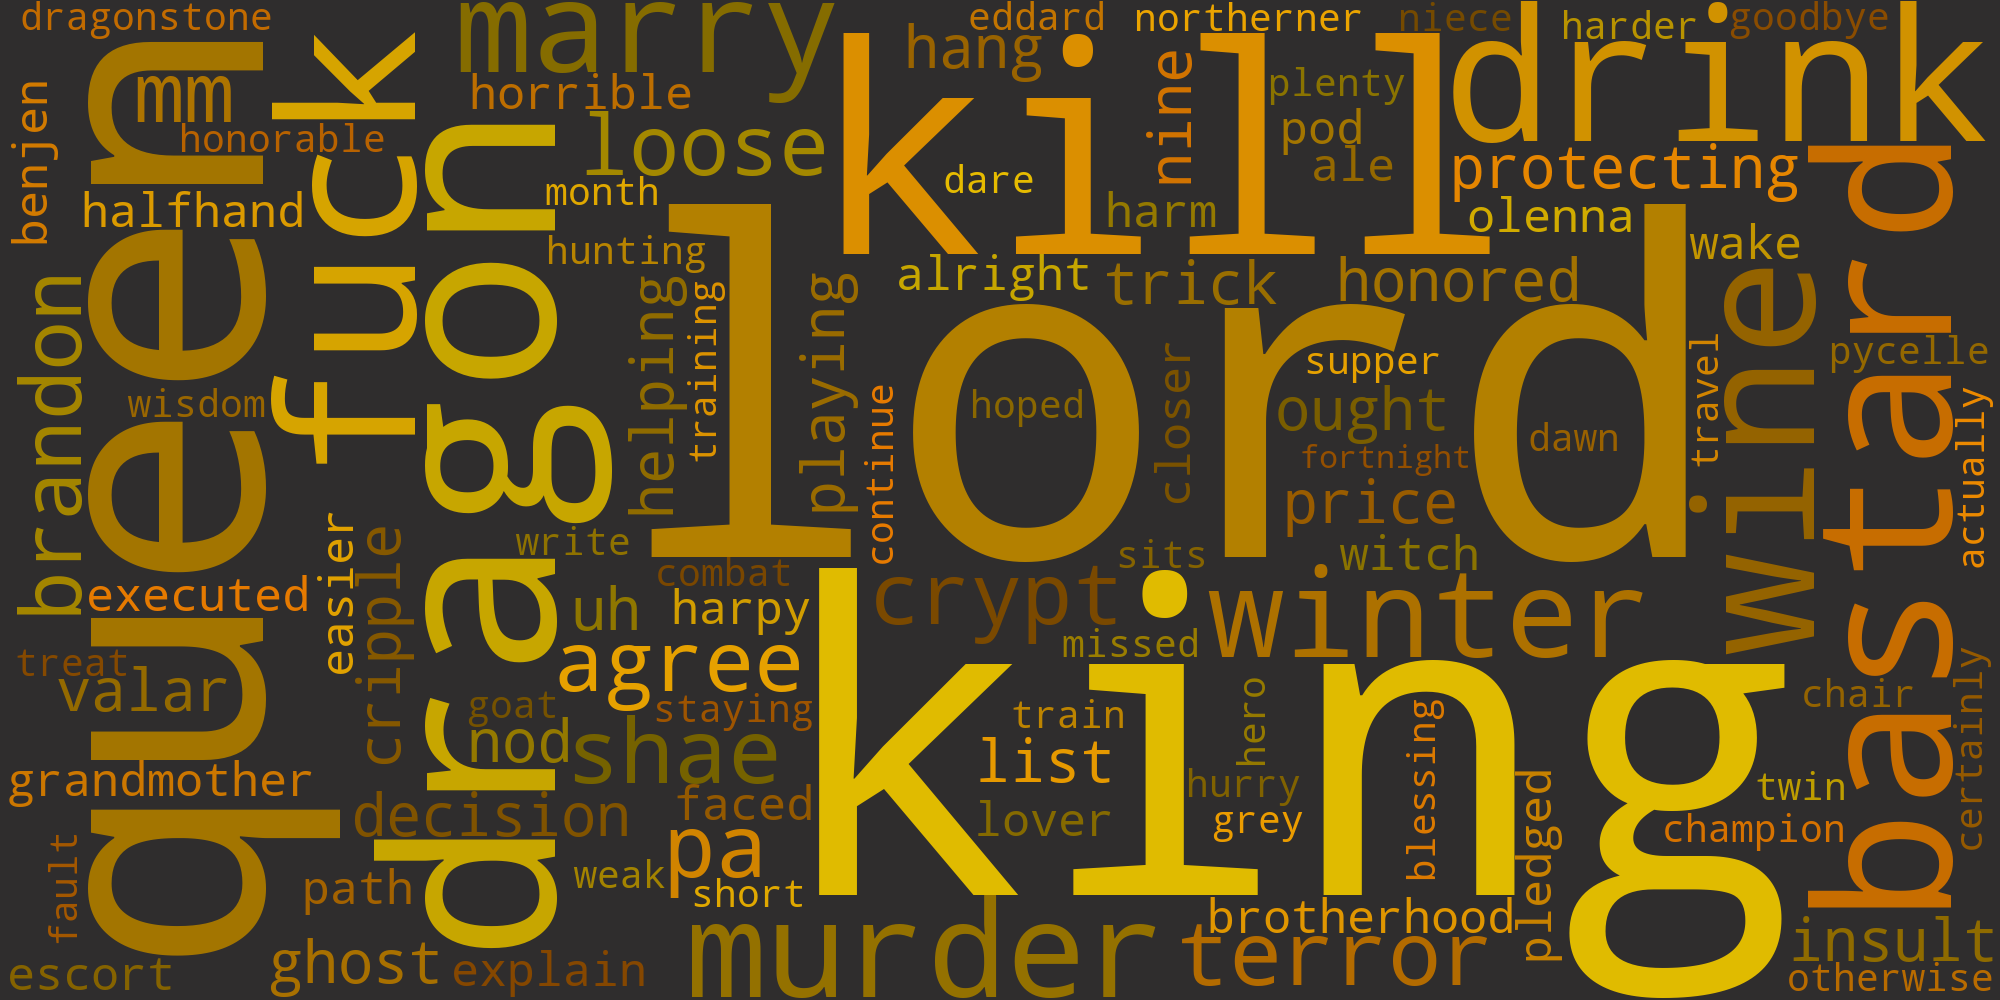 dragonstone
marry
eddard
northerner
niece
harder
goodbye
hang
kill
drink
mm
horrible
plenty
benjen
honorable
loose
nine
pod
ale
protecting
queen
fuck
dragon
month
dare
halfhand
harm
olenna
bastard
hunting
wake
lord
alright
trick
honored
wine
brandon
helping
training
playing
supper
travel
pycelle
wisdom
continue
hoped
closer
ought
dawn
actually
fortnight
price
easier
cripple
write
sits
witch
combat
executed
uh
harpy
crypt
winter
king
missed
treat
valar
agree
goat
staying
train
hero
blessing
chair
certainly
nod
shae
list
grandmother
hurry
twin
decision
faced
lover
grey
pledged
champion
fault
path
weak
pa
short
brotherhood
murder
terror
insult
escort
ghost
explain
otherwise